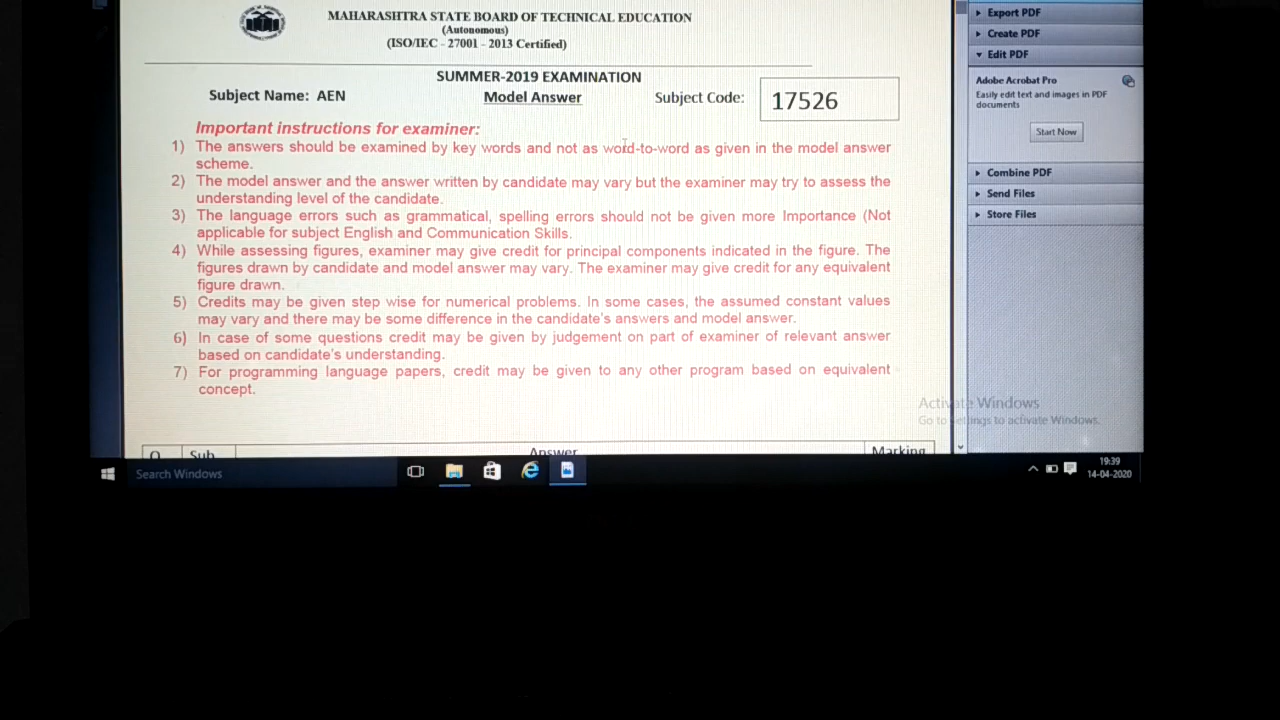 MAHARASHTRA STATE BOARD OF TECHNICAL EDUCATION
(Autonomous)
(ISO/IEC - 27001 - 2013 Certified)
SUMMER-2019 EXAMINATION
Subject Name: AEN
Model Answer
Subject Code:
17526
Important instructions for examiner:
1) The answers should be examined by key words and not as word-to-word as given in the model answer
scheme.
2) The model answer and the answer written by candidate may vary but the examiner may try to assess the
understanding level of the candidate.
3) The language errors such as grammatical, spelling errors should not be given more Importance (Not
applicable for subject English and Communication Skills.
4) While assessing figures, examiner may give credit for principal components indicated in the figure. The
figures drawn by candidate and model answer may vary. The examiner may give credit for any equivalent
figure drawn.
5) Credits may be given step wise for numerical problems. In some cases, the assumed constant values
may vary and there may be some difference in the candidate's answers and model answer.
6) In case of some questions credit may be given by judgement on part of examiner of relevant answer
based on candidate's understanding.
7) For programming language papers, credit may be given to any other program based on equivalent
concept.
Q Sub Answer Marking
Export PDF
Create PDF
Edit PDF
Adobe Acrobat Pro
Easily edit text and images in PDF
documents
Start Now
Combine PDF
Send Files
Store Files
Activate Windows
Go to Settings to activate Windows.
Search Windows
19:39
14-04-2020